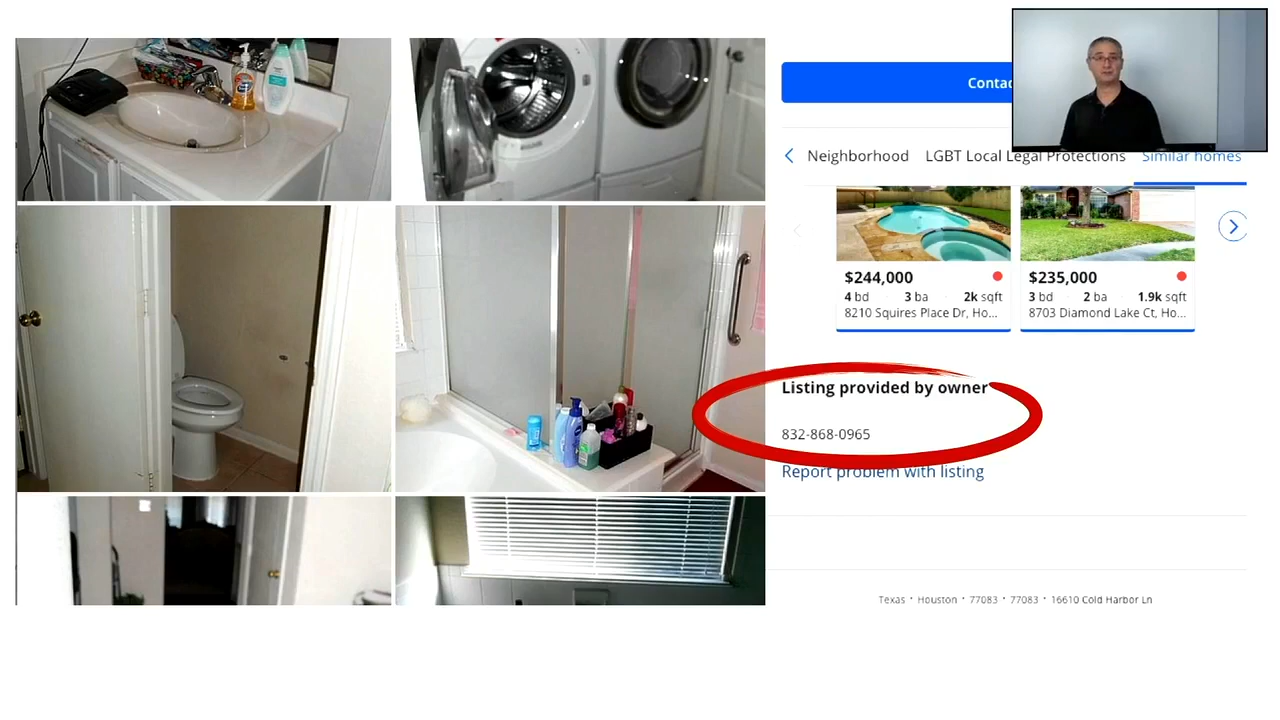 Contac
Neighborhood LGBT Local Legal Protections Similar homes
$244,000
4 bd · 3 ba · 2k sqft
8210 Squires Place Dr, Ho...
$235,000
3 bd · 2 ba · 1.9k sqft
8703 Diamond Lake Ct, Ho...
Listing provided by owner
832-868-0965
Report problem with listing
Texas · Houston · 77083 · 77083 · 16610 Cold Harbor Ln